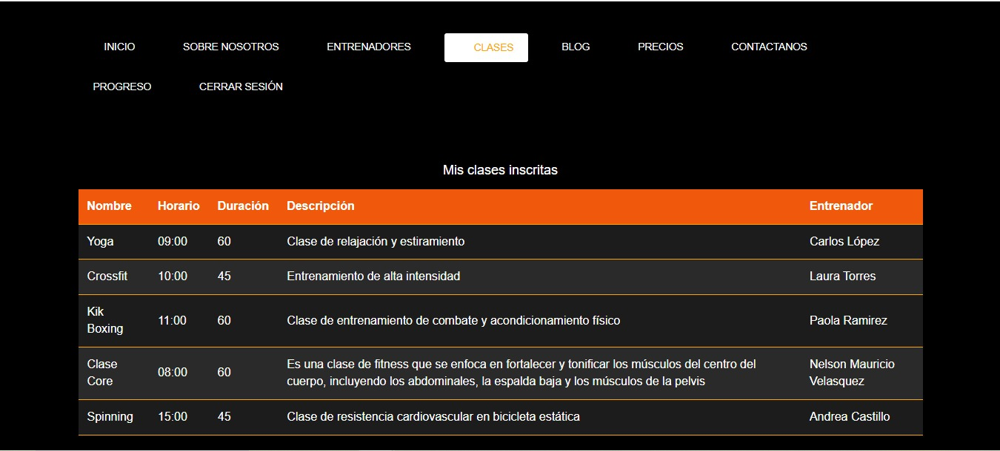 INICIO SOBRE NOSOTROS ENTRENADORES CLASES BLOG PRECIOS CONTACTANOS
PROGRESO CERRAR SESIÓN
Mis clases inscritas
Nombre Horario Duración Descripción Entrenador
Yoga 09:00 60 Clase de relajación y estiramiento Carlos López
Crossfit 10:00 45 Entrenamiento de alta intensidad Laura Torres
Kik
Boxing 11:00 60 Clase de entrenamiento de combate y acondicionamiento físico Paola Ramirez
Clase
Core 08:00 60 Es una clase de fitness que se enfoca en fortalecer y tonificar los músculos del centro del
cuerpo, incluyendo los abdominales, la espalda baja y los músculos de la pelvis Nelson Mauricio
Velasquez
Spinning 15:00 45 Clase de resistencia cardiovascular en bicicleta estática Andrea Castillo